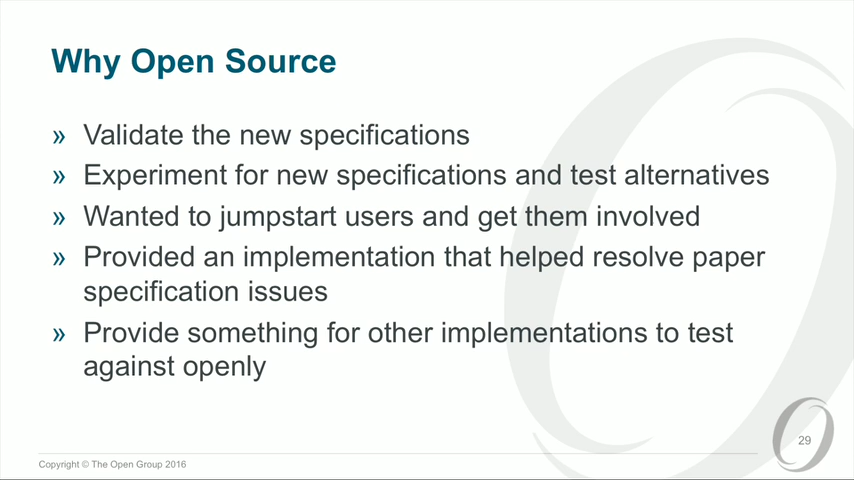 Why Open Source
» Validate the new specifications
» Experiment for new specifications and test alternatives
» Wanted to jumpstart users and get them involved
» Provided an implementation that helped resolve paper
specification issues
» Provide something for other implementations to test
against openly
29
Copyright © The Open Group 2016